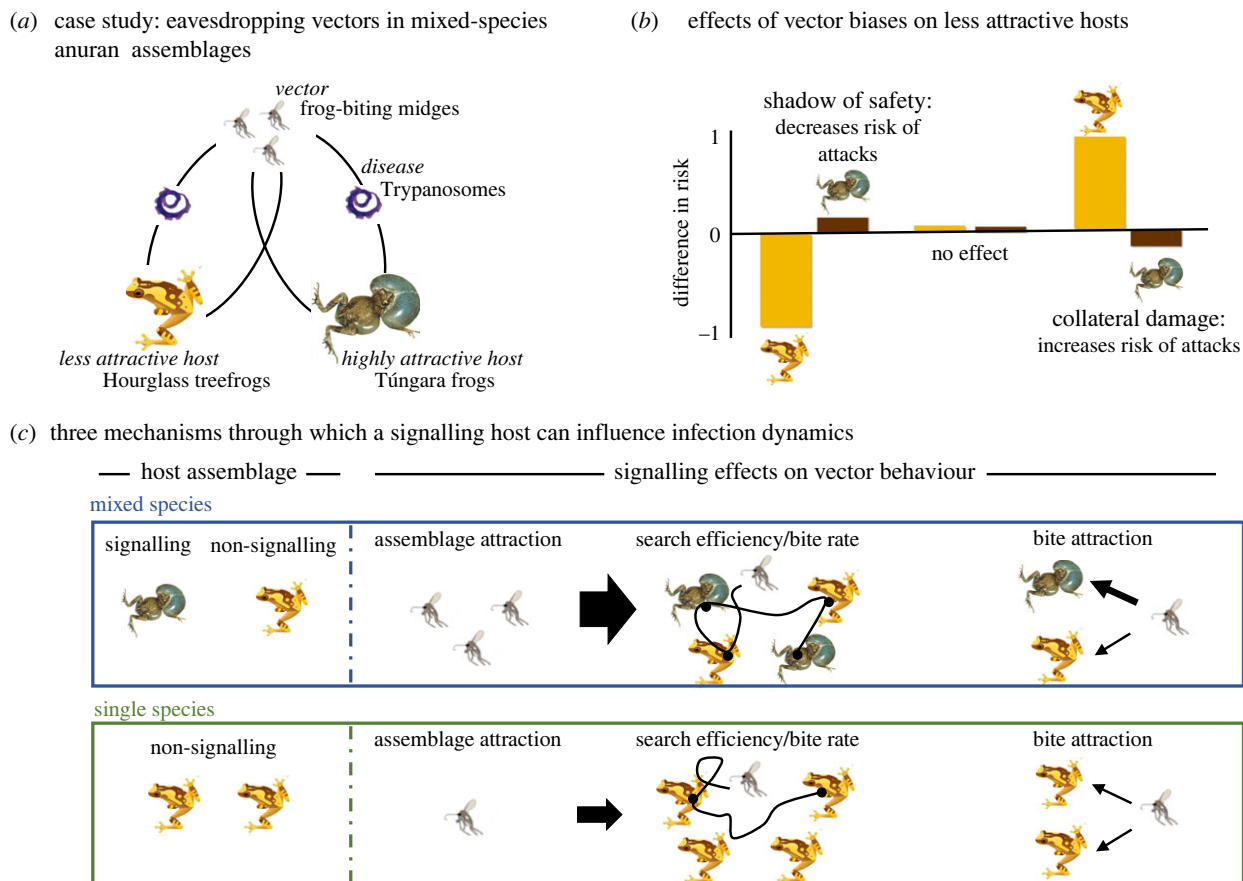 (a) case study: eavesdropping vectors in mixed-species
anuran assemblages
vector
frog-biting midges
disease
Trypanosomes
less attractive host
Hourglass treefrogs
highly attractive host
Túngara frogs
(b) effects of vector biases on less attractive hosts
difference in risk
1
0
–1
shadow of safety:
decreases risk of
attacks
no effect
collateral damage:
increases risk of attacks
(c) three mechanisms through which a signalling host can influence infection dynamics
host assemblage
signalling effects on vector behaviour
mixed species
signalling
non-signalling
assemblage attraction
search efficiency/bite rate
bite attraction
single species
non-signalling
assemblage attraction
search efficiency/bite rate
bite attraction